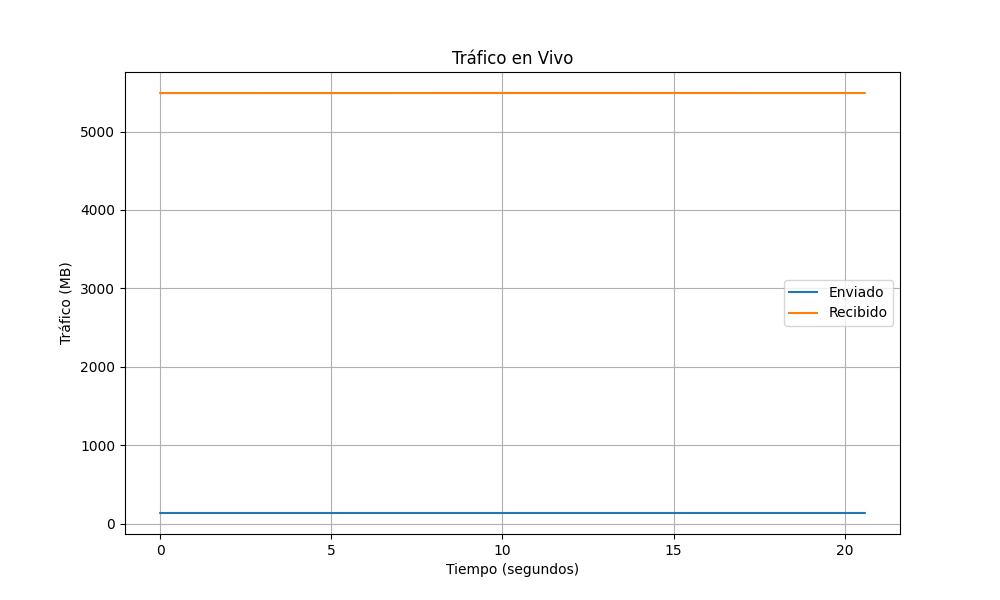 Tráfico en Vivo
Tráfico (MB)
5000
4000
3000
2000
1000
0
Enviado
Recibido
0 5 10 15 20
Tiempo (segundos)